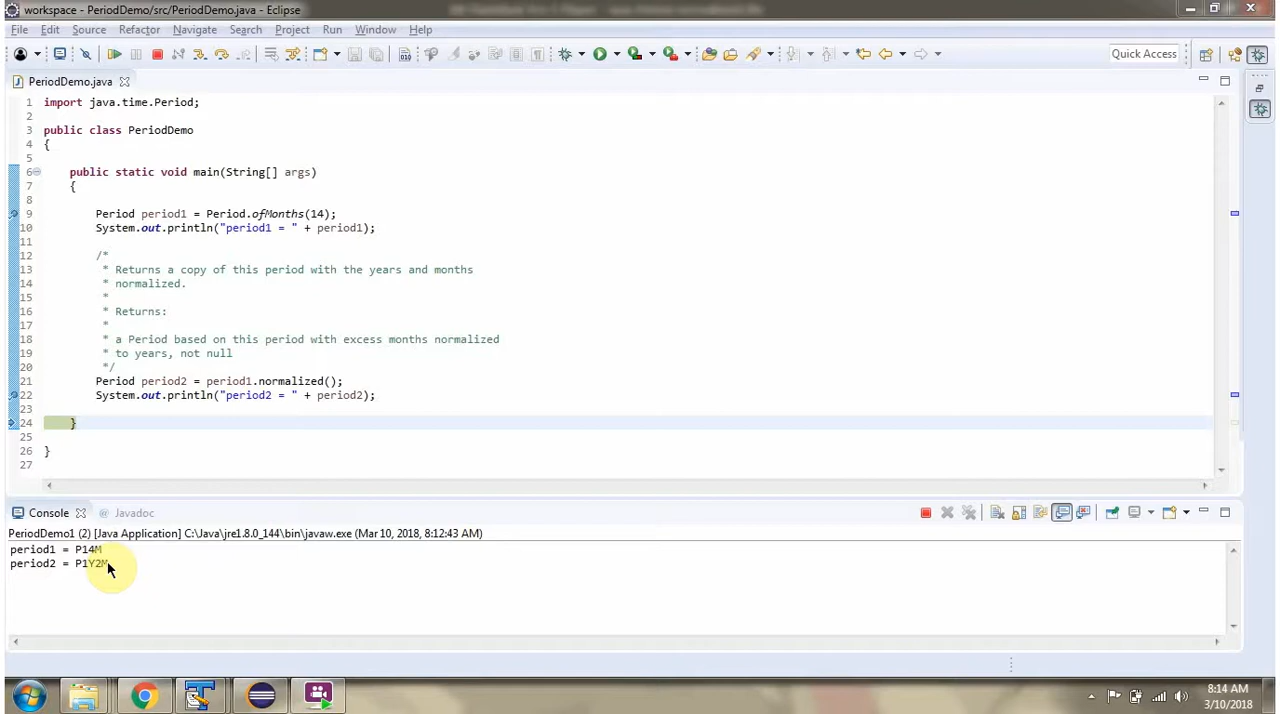 workspace - PeriodDemo/src/PeriodDemo.java - Eclipse
File Edit Source Refactor Navigate Search Project Run Window Help
Quick Access
PeriodDemo.java
1 import java.time.Period;
2
3 public class PeriodDemo
4 {
5
6 public static void main(String[] args)
7 {
8
9 Period period1 = Period.ofMonths(14);
10 System.out.println("period1 = " + period1);
11
12 /*
13 * Returns a copy of this period with the years and months
14 * normalized.
15 *
16 * Returns:
17 *
18 * a Period based on this period with excess months normalized
19 * to years, not null
20 */
21 Period period2 = period1.normalized();
22 System.out.println("period2 = " + period2);
23
24 }
25
26 }
27
Console @ Javadoc
PeriodDemo1 (2) [Java Application] C:\Java\jre1.8.0_144\bin\javaw.exe (Mar 10, 2018, 8:12:43 AM)
period1 = P14M
period2 = P1Y2M
8:14 AM
3/10/2018